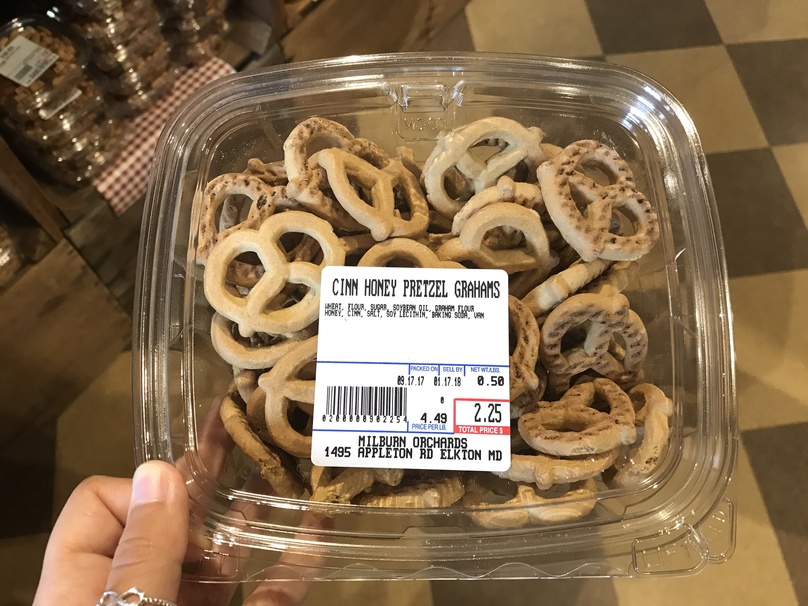 CINN HONEY PRETZEL GRAHAMS
WHEAT, FLOUR, SUGAR, SOYBEAN OIL, GRAHAM FLOUR
HONEY, CINN, SALT, SOY LECITHIN, BAKING SODA, VAN
PACKED ON SELL BY NET WT/LBS.
09.17.17 01.17.18 0.50
0
0200000902254 4.49 2.25
PRICE PER LB. TOTAL PRICE $
MILBURN ORCHARDS
1495 APPLETON RD ELKTON MD